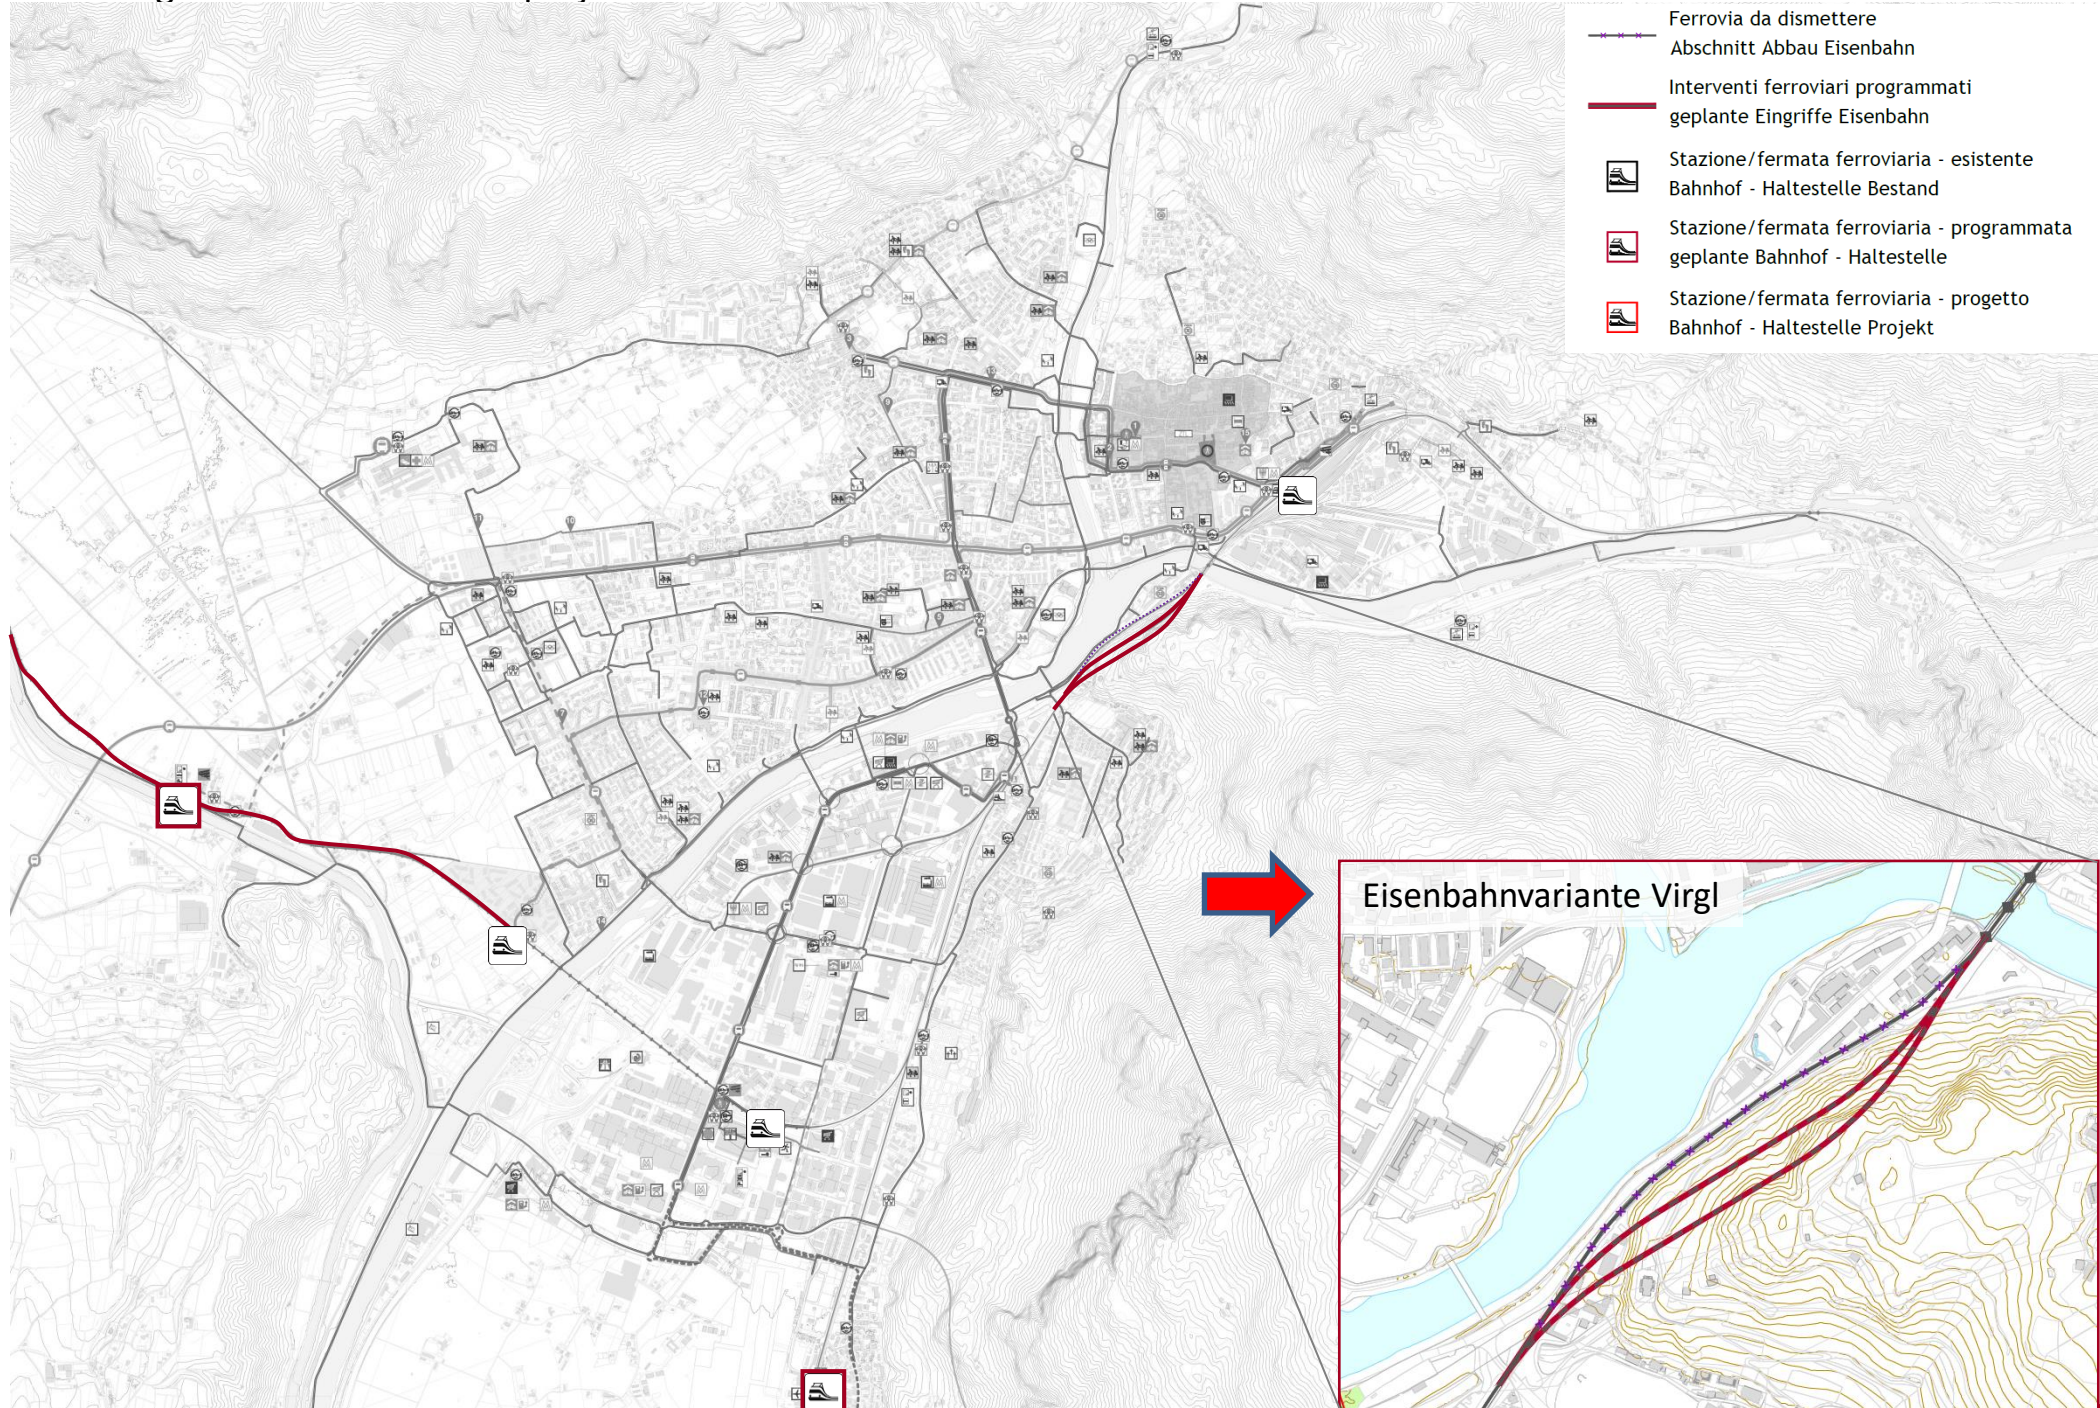 Ferrovia da dismettere
Abschnitt Abbau Eisenbahn
Interventi ferroviari programmati
geplante Eingriffe Eisenbahn
Stazione/fermata ferroviaria - esistente
Bahnhof - Haltestelle Bestand
Stazione/fermata ferroviaria - programmata
geplante Bahnhof - Haltestelle
Stazione/fermata ferroviaria - progetto
Bahnhof - Haltestelle Projekt
Eisenbahnvariante Virgl